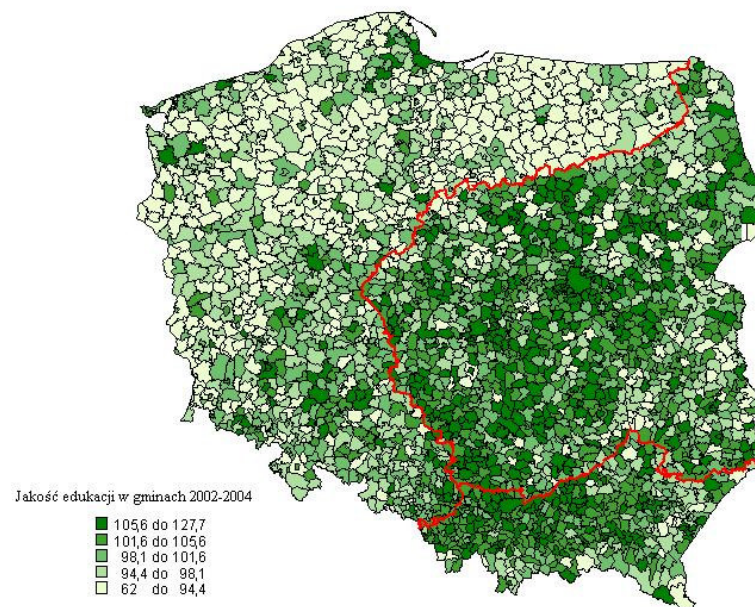 Jakość edukacji w gminach 2002-2004
105,6 do 127,7
101,6 do 105,6
98,1 do 101,6
94,4 do 98,1
62 do 94,4